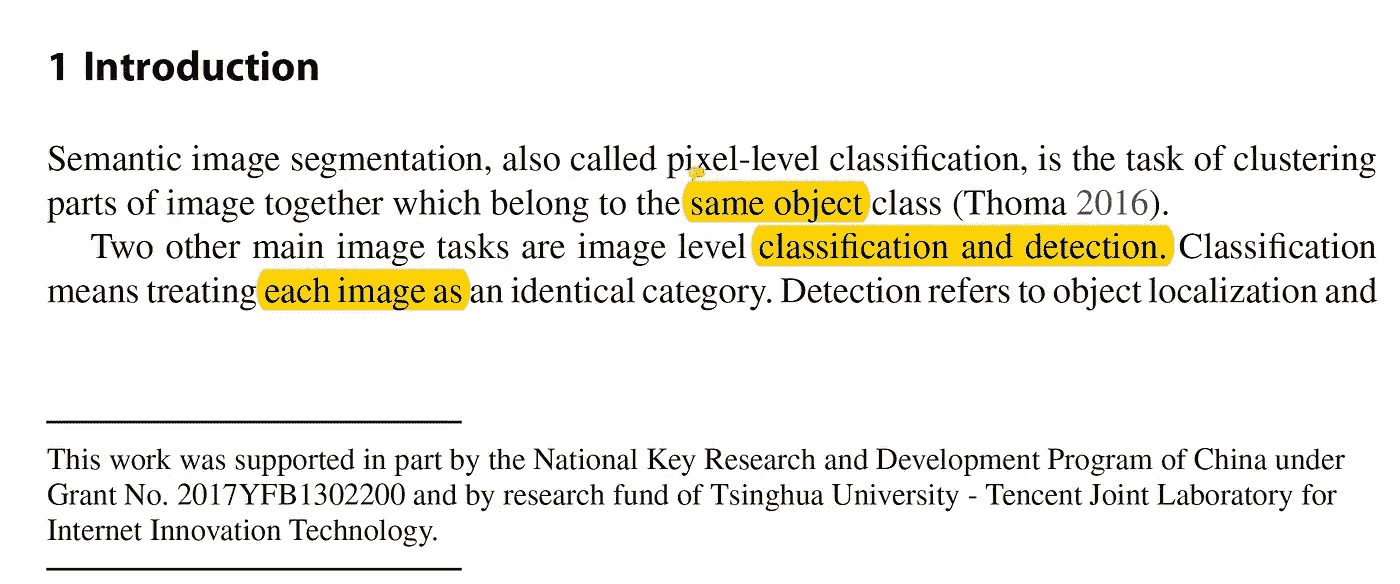 1 Introduction
Semantic image segmentation, also called pixel-level classification, is the task of clustering
parts of image together which belong to the same object class (Thoma 2016).
Two other main image tasks are image level classification and detection. Classification
means treating each image as an identical category. Detection refers to object localization and
This work was supported in part by the National Key Research and Development Program of China under
Grant No. 2017YFB1302200 and by research fund of Tsinghua University - Tencent Joint Laboratory for
Internet Innovation Technology.